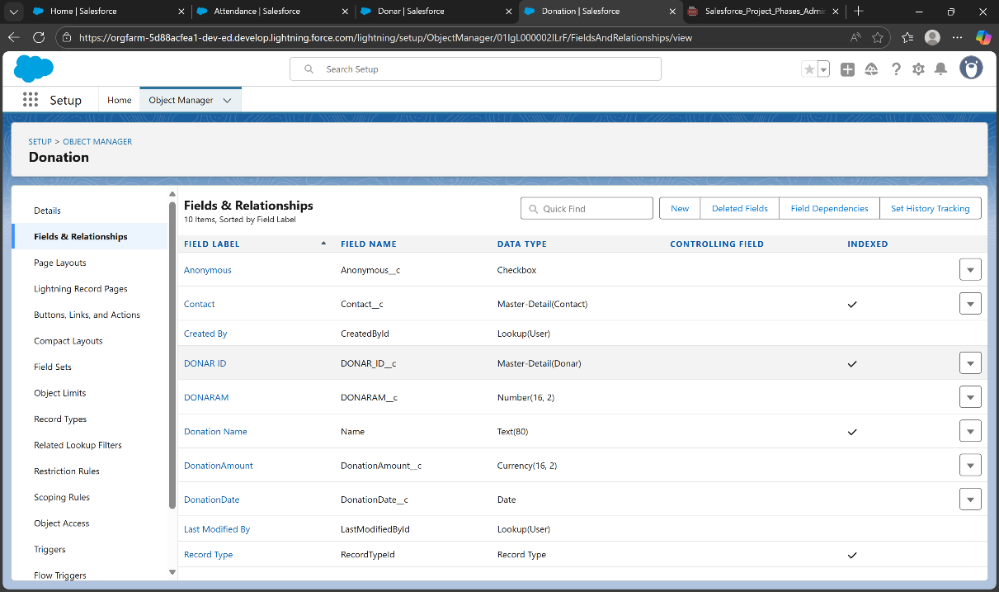 Home | Salesforce
Attendance | Salesforce
Donar | Salesforce
Donation | Salesforce
Salesforce_Project_Phases_Admin
https://orgfarm-5d88acfea1-dev-ed.develop.lightning.force.com/lightning/setup/ObjectManager/01IgL000002ILrF/FieldsAndRelationships/view
Search Setup
Setup
Home
Object Manager
SETUP > OBJECT MANAGER
Donation
Details
Fields & Relationships
Page Layouts
Lightning Record Pages
Buttons, Links, and Actions
Compact Layouts
Field Sets
Object Limits
Record Types
Related Lookup Filters
Restriction Rules
Scoping Rules
Object Access
Triggers
Flow Triggers
Fields & Relationships
10 Items, Sorted by Field Label
Quick Find
New
Deleted Fields
Field Dependencies
Set History Tracking
FIELD LABEL FIELD NAME DATA TYPE CONTROLLING FIELD INDEXED
Anonymous Anonymous__c Checkbox
Contact Contact__c Master-Detail(Contact)
Created By CreatedById Lookup(User)
DONAR ID DONAR_ID__c Master-Detail(Donar)
DONARAM DONARAM__c Number(16, 2)
Donation Name Name Text(80)
DonationAmount DonationAmount__c Currency(16, 2)
DonationDate DonationDate__c Date
Last Modified By LastModifiedById Lookup(User)
Record Type RecordTypeId Record Type